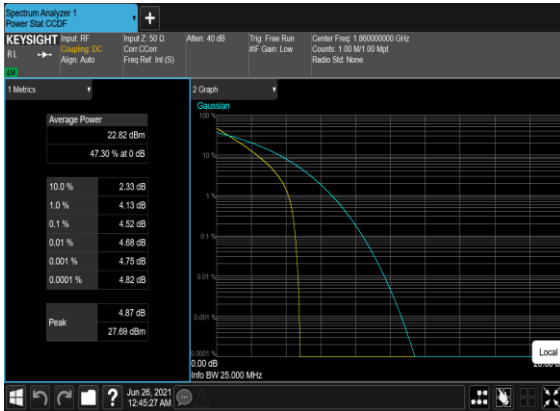 Spectrum Analyzer 1
Power Stat CCDF
KEYSIGHT
RL
LV
Input: RF
Coupling: DC
Align: Auto
Input Z: 50 Ω
Corr CCorr
Freq Ref: Int (S)
Atten: 40 dB
Trig: Free Run
#IF Gain: Low
Center Freq: 1.860000000 GHz
Counts: 1.00 M/1.00 Mpt
Radio Std: None
1 Metrics
Average Power
22.82 dBm
47.30 % at 0 dB
10.0 % 2.33 dB
1.0 % 4.13 dB
0.1 % 4.52 dB
0.01 % 4.68 dB
0.001 % 4.75 dB
0.0001 % 4.82 dB
Peak
4.87 dB
27.69 dBm
2 Graph
Gaussian
100 %
10 %
1 %
0.1 %
0.01 %
0.001 %
0.0001 %
0.00 dB
Info BW 25.000 MHz
Local
?
Jun 26, 2021
12:45:27 AM